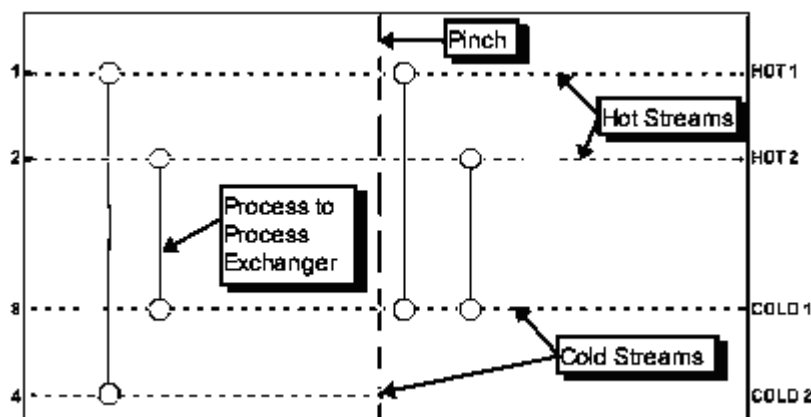 Pinch
1
HOT 1
Hot Streams
2
HOT 2
Process to
Process
Exchanger
3
COLD 1
Cold Streams
4
COLD 2